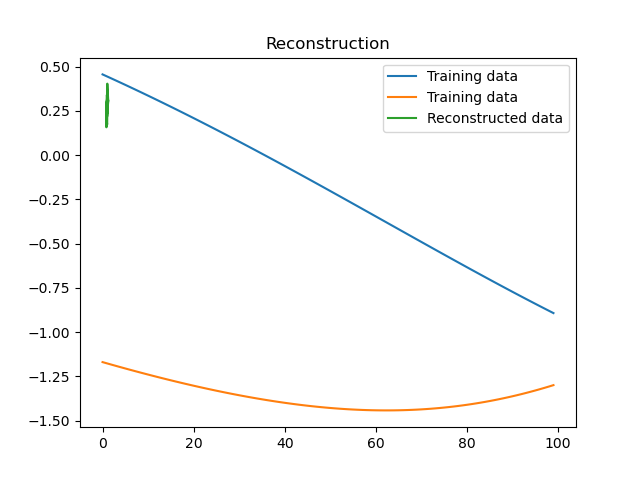 Reconstruction
Training data
Training data
Reconstructed data
0.50
0.25
0.00
−0.25
−0.50
−0.75
−1.00
−1.25
−1.50
0 20 40 60 80 100